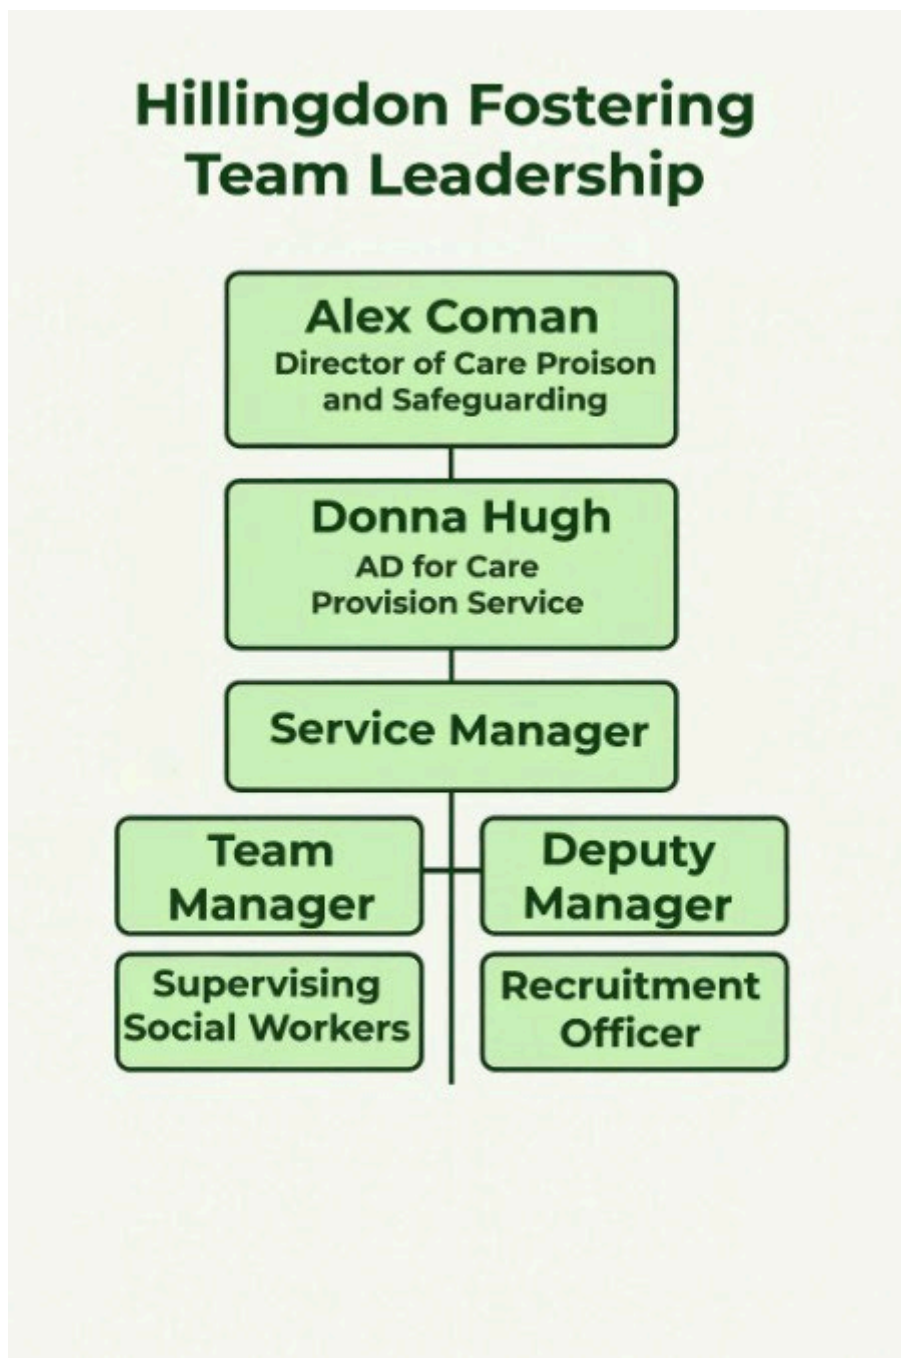 Hillingdon Fostering
Team Leadership
Alex Coman
Director of Care Proison
and Safeguarding
Donna Hugh
AD for Care
Provision Service
Service Manager
Team
Manager
Deputy
Manager
Supervising
Social Workers
Recruitment
Officer